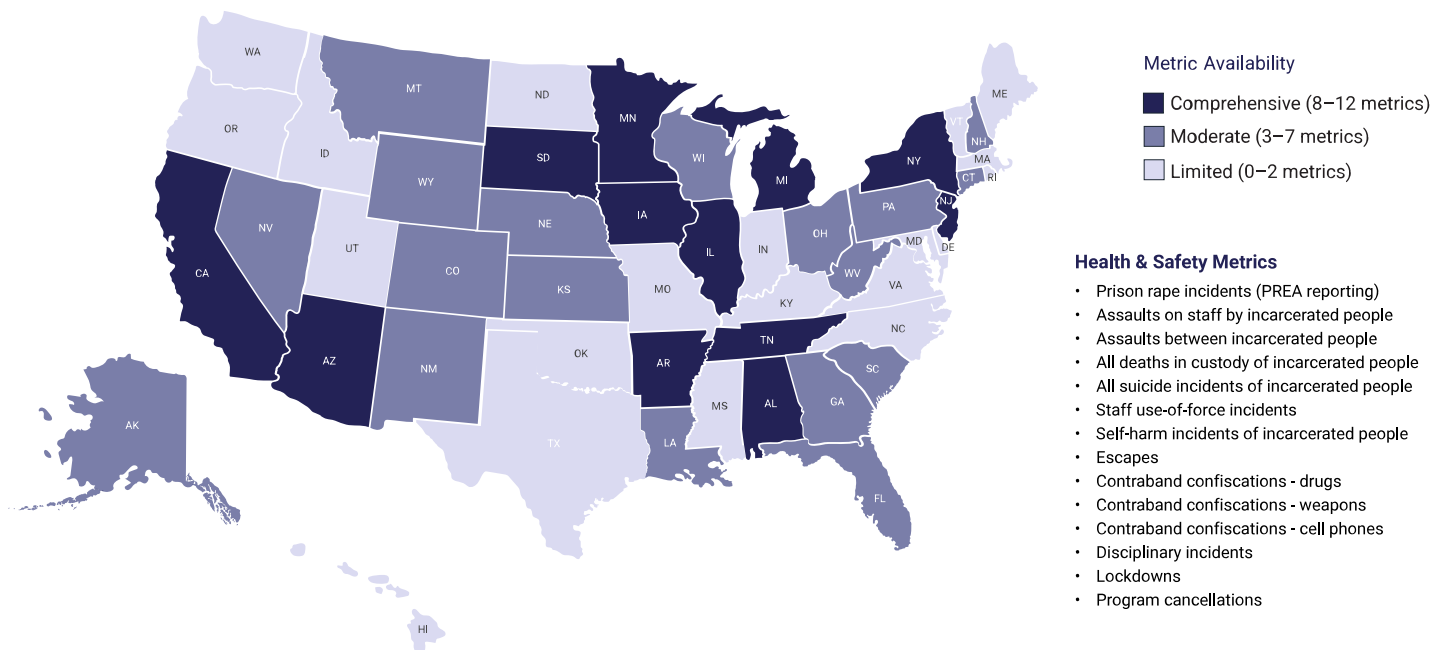 WA
MT
ND
MN
ME
OR
ID
SD
WI
MI
NY
VT
NH
MA
CT
RI
WY
IA
NE
PA
NJ
NV
UT
CO
IL
IN
OH
MD
DE
CA
KS
MO
WV
VA
KY
AZ
NM
OK
AR
TN
NC
SC
MS
AL
GA
TX
LA
FL
AK
HI
Metric Availability
Comprehensive (8–12 metrics)
Moderate (3–7 metrics)
Limited (0–2 metrics)
Health & Safety Metrics
• Prison rape incidents (PREA reporting)
• Assaults on staff by incarcerated people
• Assaults between incarcerated people
• All deaths in custody of incarcerated people
• All suicide incidents of incarcerated people
• Staff use-of-force incidents
• Self-harm incidents of incarcerated people
• Escapes
• Contraband confiscations - drugs
• Contraband confiscations - weapons
• Contraband confiscations - cell phones
• Disciplinary incidents
• Lockdowns
• Program cancellations